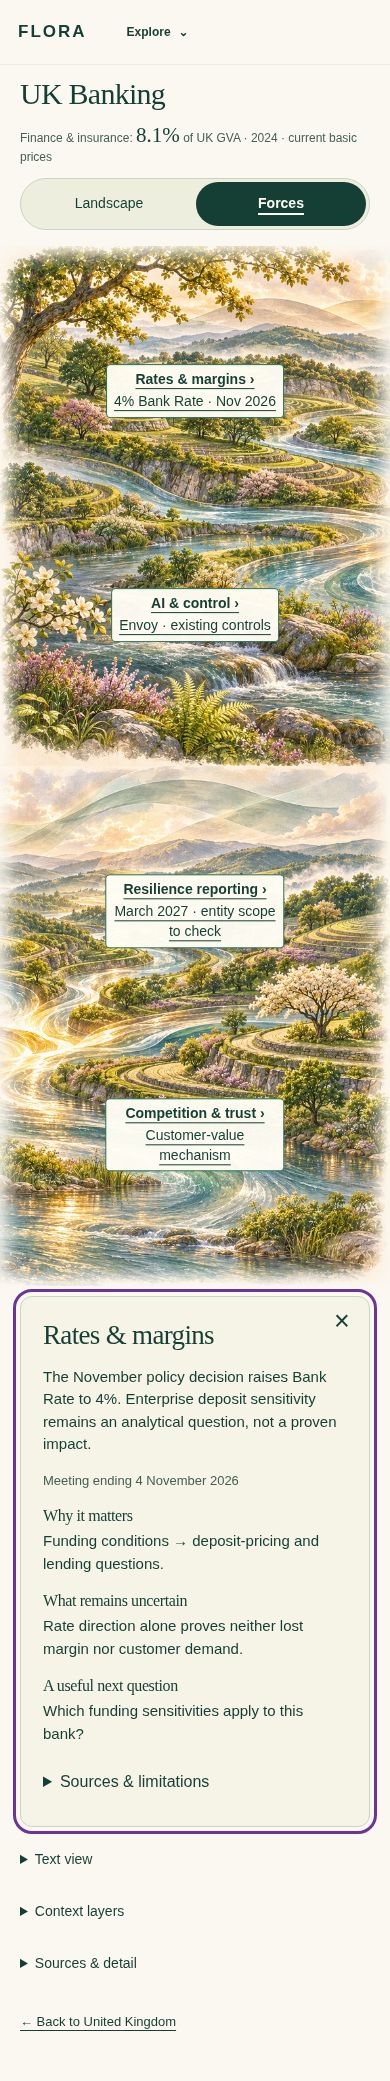 FLORA
Explore ⌄
UK Banking
Finance & insurance: 8.1% of UK GVA · 2024 · current basic
prices
Landscape
Forces
Rates & margins ›
4% Bank Rate · Nov 2026
AI & control ›
Envoy · existing controls
Resilience reporting ›
March 2027 · entity scope
to check
Competition & trust ›
Customer-value
mechanism
×
Rates & margins
The November policy decision raises Bank
Rate to 4%. Enterprise deposit sensitivity
remains an analytical question, not a proven
impact.
Meeting ending 4 November 2026
Why it matters
Funding conditions → deposit-pricing and
lending questions.
What remains uncertain
Rate direction alone proves neither lost
margin nor customer demand.
A useful next question
Which funding sensitivities apply to this
bank?
▶ Sources & limitations
▶ Text view
▶ Context layers
▶ Sources & detail
← Back to United Kingdom